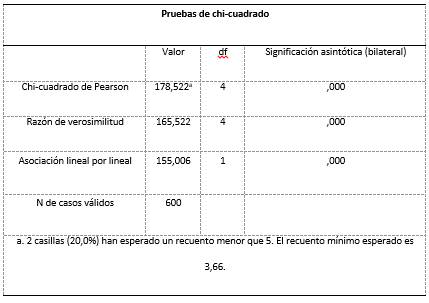 Pruebas de chi-cuadrado
Valor df Significación asintótica (bilateral)
Chi-cuadrado de Pearson 178,522ª 4 ,000
Razón de verosimilitud 165,522 4 ,000
Asociación lineal por lineal 155,006 1 ,000
N de casos válidos 600
a. 2 casillas (20,0%) han esperado un recuento menor que 5. El recuento mínimo esperado es
3,66.